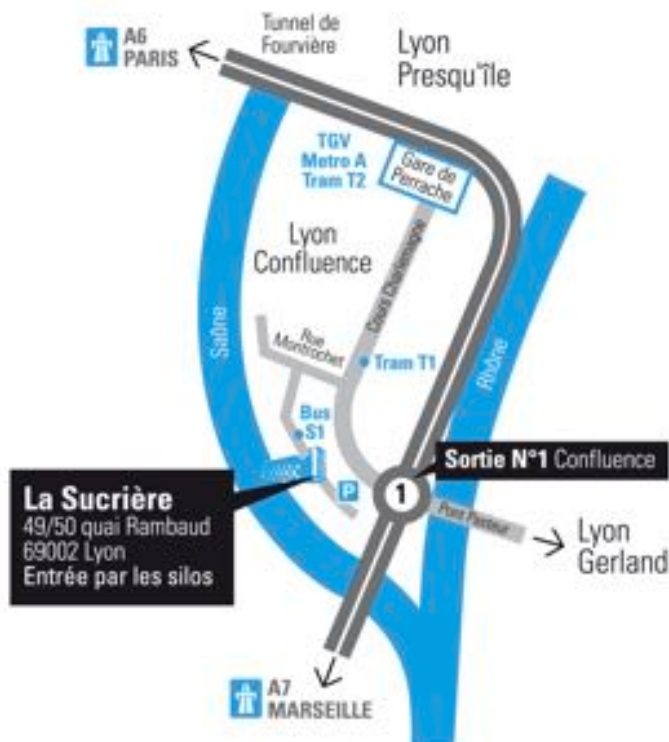 A6
PARIS
Tunnel de
Fourvière
Lyon
Presqu'île
TGV
Metro A
Tram T2
Gare de
Perrache
Lyon
Confluence
Cours Charlemagne
Saône
Rue
Montrochet
Tram T1
Rhône
Bus
S1
Sortie N°1 Confluence
La Sucrière
49/50 quai Rambaud
69002 Lyon
Entrée par les silos
P
1
Pont Pasteur
Lyon
Gerland
A7
MARSEILLE